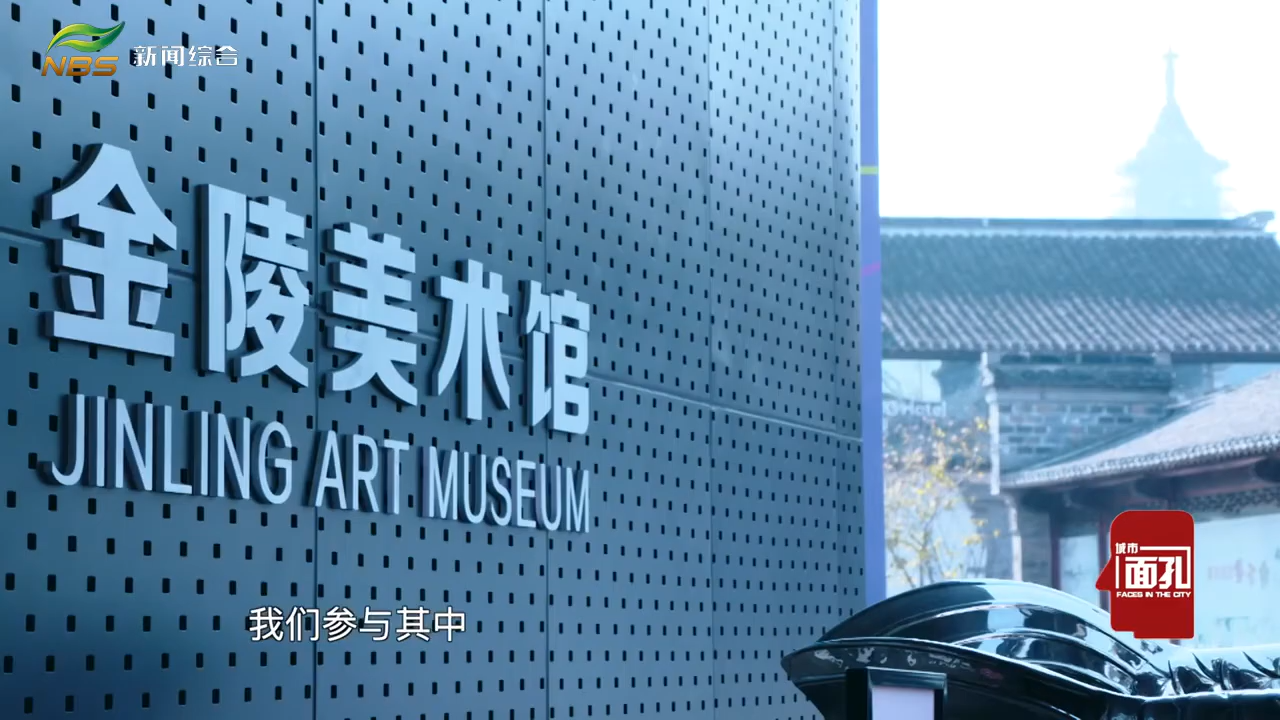 NBS 新闻综合
金陵美术馆
JINLING ART MUSEUM
Hotel
城市
面孔
FACES IN THE CITY
我们参与其中